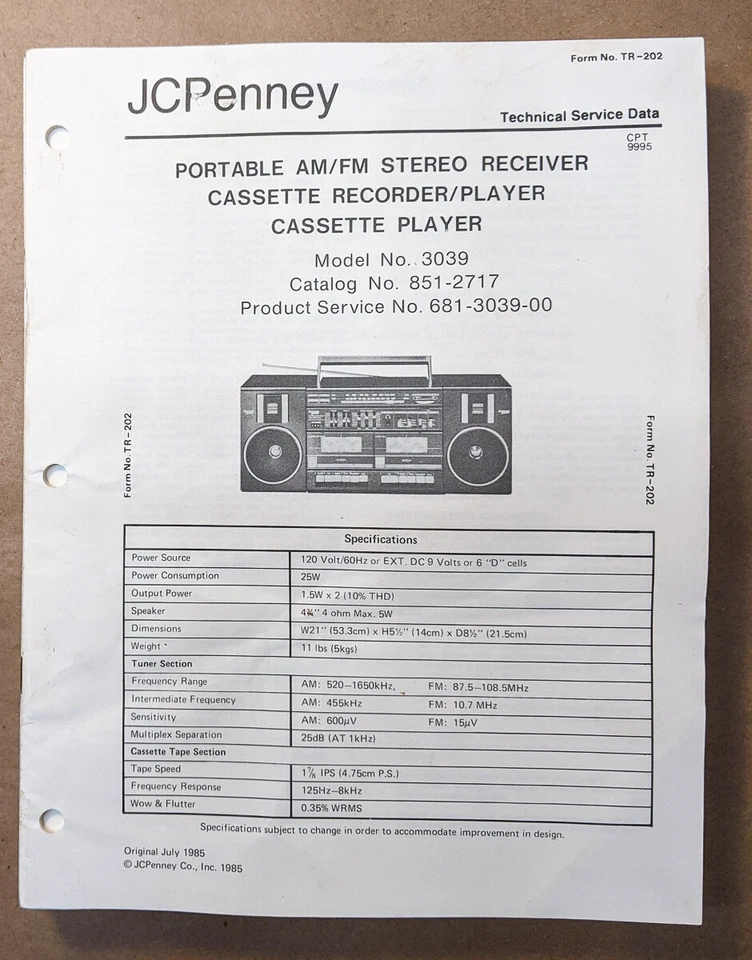 Form No. TR-202
JCPenney
Technical Service Data
CPT
9995
PORTABLE AM/FM STEREO RECEIVER
CASSETTE RECORDER/PLAYER
CASSETTE PLAYER
Model No. 3039
Catalog No. 851-2717
Product Service No. 681-3039-00
Form No. TR-202
Form No. TR-202
Specifications
Power Source 120 Volt/60Hz or EXT. DC 9 Volts or 6 "D" cells
Power Consumption 25W
Output Power 1.5W x 2 (10% THD)
Speaker 4¾" 4 ohm Max. 5W
Dimensions W21" (53.3cm) x H5½" (14cm) x D8½" (21.5cm)
Weight 11 lbs (5kgs)
Tuner Section
Frequency Range AM: 520-1650kHz, FM: 87.5-108.5MHz
Intermediate Frequency AM: 455kHz FM: 10.7 MHz
Sensitivity AM: 600µV FM: 15µV
Multiplex Separation 25dB (AT 1kHz)
Cassette Tape Section
Tape Speed 1⅞ IPS (4.75cm P.S.)
Frequency Response 125Hz-8kHz
Wow & Flutter 0.35% WRMS
Specifications subject to change in order to accommodate improvement in design.
Original July 1985
© JCPenney Co., Inc. 1985